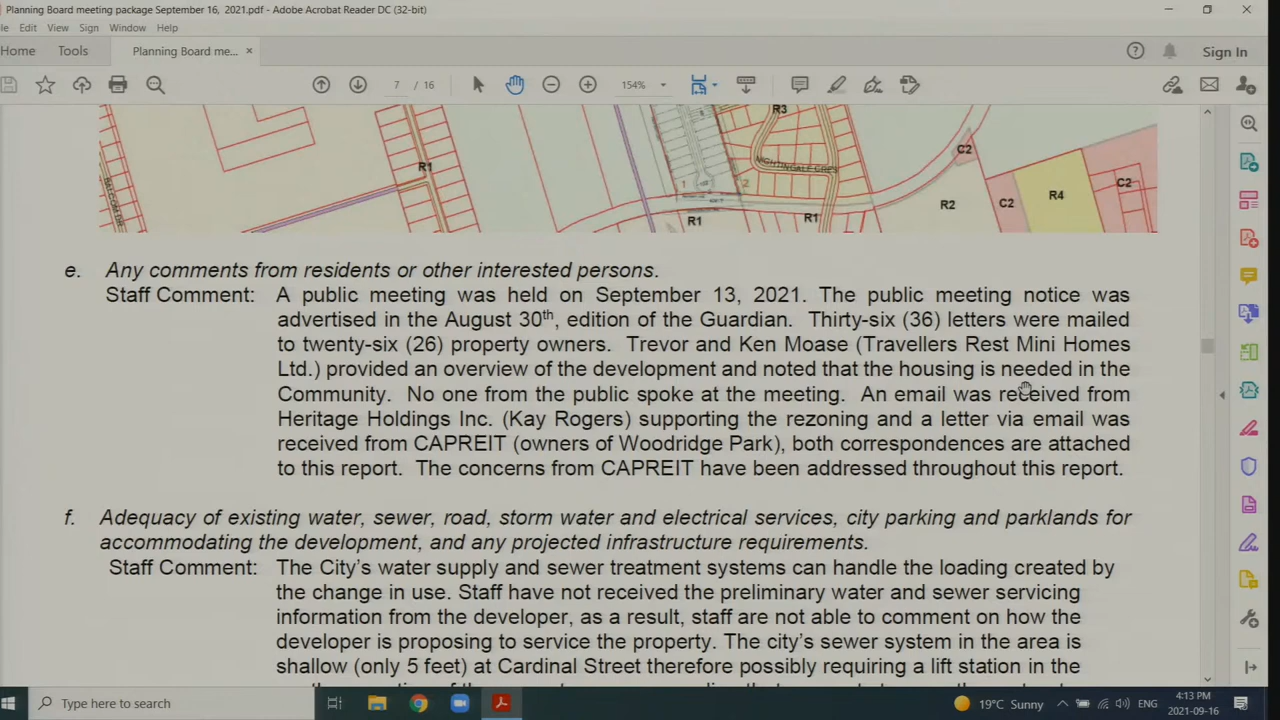 Planning Board meeting package September 16, 2021.pdf - Adobe Acrobat Reader DC (32-bit)
le Edit View Sign Window Help
Home Tools Planning Board me... × Sign In
7 / 16 154%
R3
NIGHTINGALE CRES
C2
R1
1 2
C2 R4 C2
R2
R1 R1
e. Any comments from residents or other interested persons.
Staff Comment: A public meeting was held on September 13, 2021. The public meeting notice was
advertised in the August 30th, edition of the Guardian. Thirty-six (36) letters were mailed
to twenty-six (26) property owners. Trevor and Ken Moase (Travellers Rest Mini Homes
Ltd.) provided an overview of the development and noted that the housing is needed in the
Community. No one from the public spoke at the meeting. An email was received from
Heritage Holdings Inc. (Kay Rogers) supporting the rezoning and a letter via email was
received from CAPREIT (owners of Woodridge Park), both correspondences are attached
to this report. The concerns from CAPREIT have been addressed throughout this report.
f. Adequacy of existing water, sewer, road, storm water and electrical services, city parking and parklands for
accommodating the development, and any projected infrastructure requirements.
Staff Comment: The City's water supply and sewer treatment systems can handle the loading created by
the change in use. Staff have not received the preliminary water and sewer servicing
information from the developer, as a result, staff are not able to comment on how the
developer is proposing to service the property. The city's sewer system in the area is
shallow (only 5 feet) at Cardinal Street therefore possibly requiring a lift station in the
Type here to search 19°C Sunny ENG 4:13 PM
2021-09-16